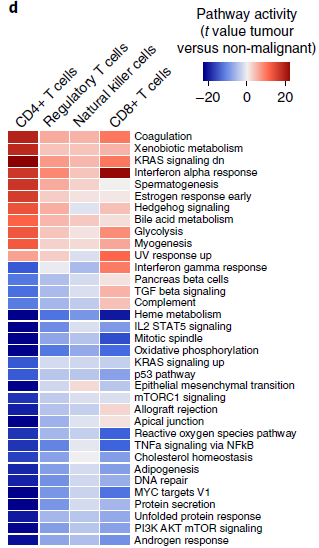 d
Pathway activity
(t value tumour
versus non-malignant)
−20 0 20
CD4+ T cells
Regulatory T cells
Natural killer cells
CD8+ T cells
Coagulation
Xenobiotic metabolism
KRAS signaling dn
Interferon alpha response
Spermatogenesis
Estrogen response early
Hedgehog signaling
Bile acid metabolism
Glycolysis
Myogenesis
UV response up
Interferon gamma response
Pancreas beta cells
TGF beta signaling
Complement
Heme metabolism
IL2 STAT5 signaling
Mitotic spindle
Oxidative phosphorylation
KRAS signaling up
p53 pathway
Epithelial mesenchymal transition
mTORC1 signaling
Allograft rejection
Apical junction
Reactive oxygen species pathway
TNFa signaling via NFkB
Cholesterol homeostasis
Adipogenesis
DNA repair
MYC targets V1
Protein secretion
Unfolded protein response
PI3K AKT mTOR signaling
Androgen response